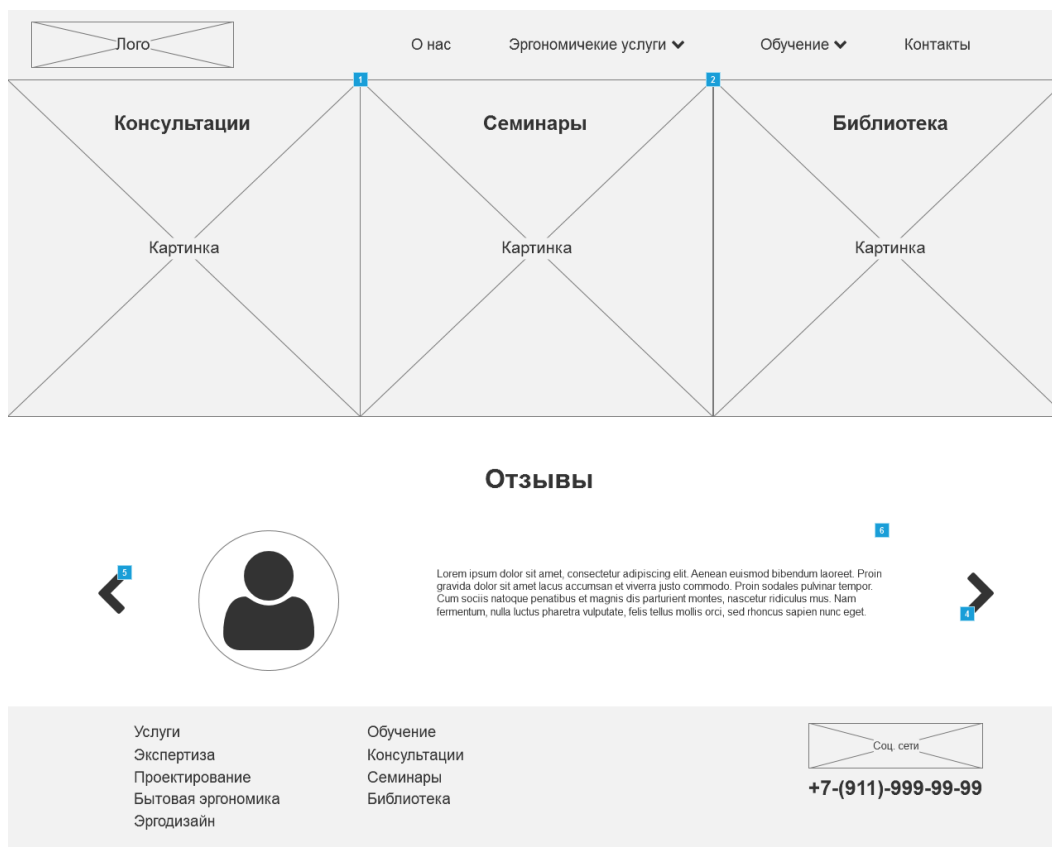 Лого
О нас Эргономичекие услуги Обучение Контакты
1 2
Консультации Семинары Библиотека
Картинка Картинка Картинка
Отзывы
6
5
Lorem ipsum dolor sit amet, consectetur adipiscing elit. Aenean euismod bibendum laoreet. Proin
gravida dolor sit amet lacus accumsan et viverra justo commodo. Proin sodales pulvinar tempor.
Cum sociis natoque penatibus et magnis dis parturient montes, nascetur ridiculus mus. Nam
fermentum, nulla luctus pharetra vulputate, felis tellus mollis orci, sed rhoncus sapien nunc eget.
4
Услуги
Экспертиза
Проектирование
Бытовая эргономика
Эргодизайн
Обучение
Консультации
Семинары
Библиотека
Соц. сети
+7-(911)-999-99-99